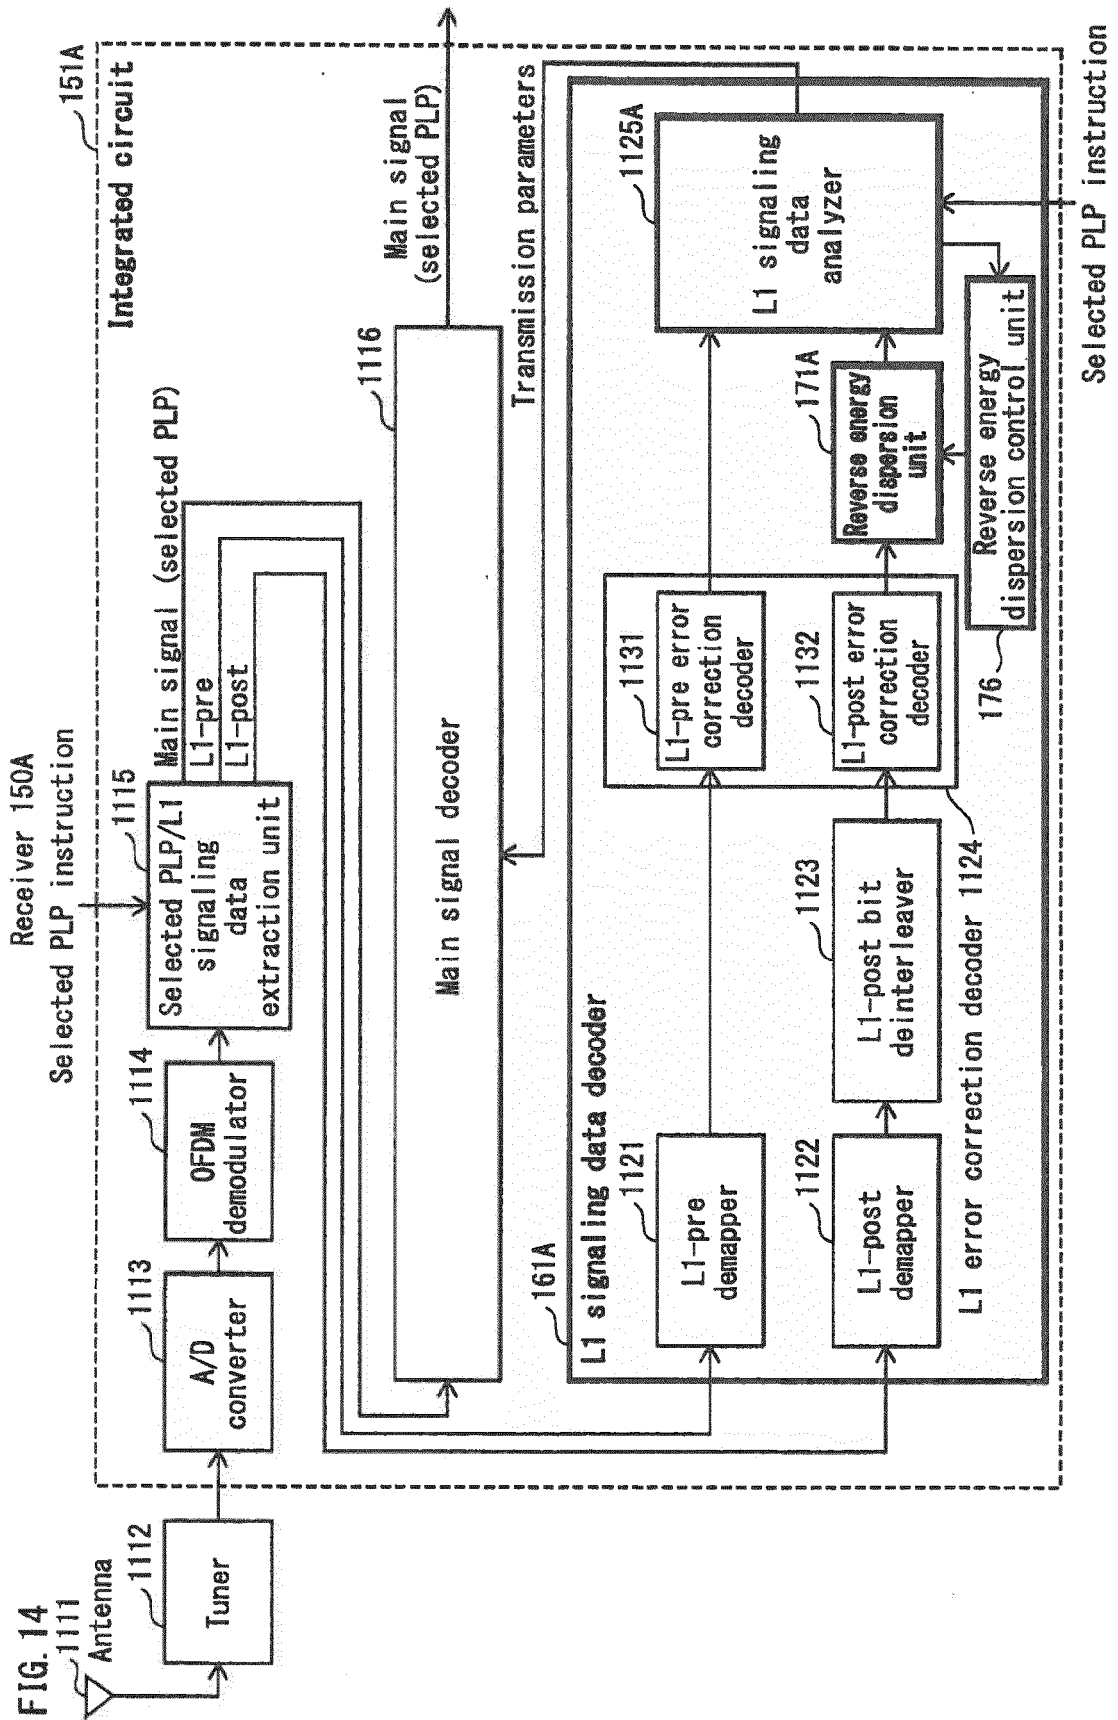 FIG. 14
Receiver 150A
1111
Antenna
1112
Tuner
151A
Integrated circuit
1113
A/D
converter
1114
OFDM
demodulator
Selected PLP instruction
1115
Selected PLP/L1
signaling
data
extraction unit
Main signal (selected PLP)
L1-pre
L1-post
1116
Main signal decoder
Main signal
(selected PLP)
Transmission parameters
161A
L1 signaling data decoder
1121
L1-pre
demapper
1122
L1-post
demapper
1123
L1-post bit
deinterleaver
L1 error correction decoder 1124
1131
L1-pre error
correction
decoder
1132
L1-post error
correction
decoder
171A
Reverse energy
dispersion
unit
1125A
L1 signaling
data
analyzer
176
Reverse energy
dispersion control unit
Selected PLP instruction